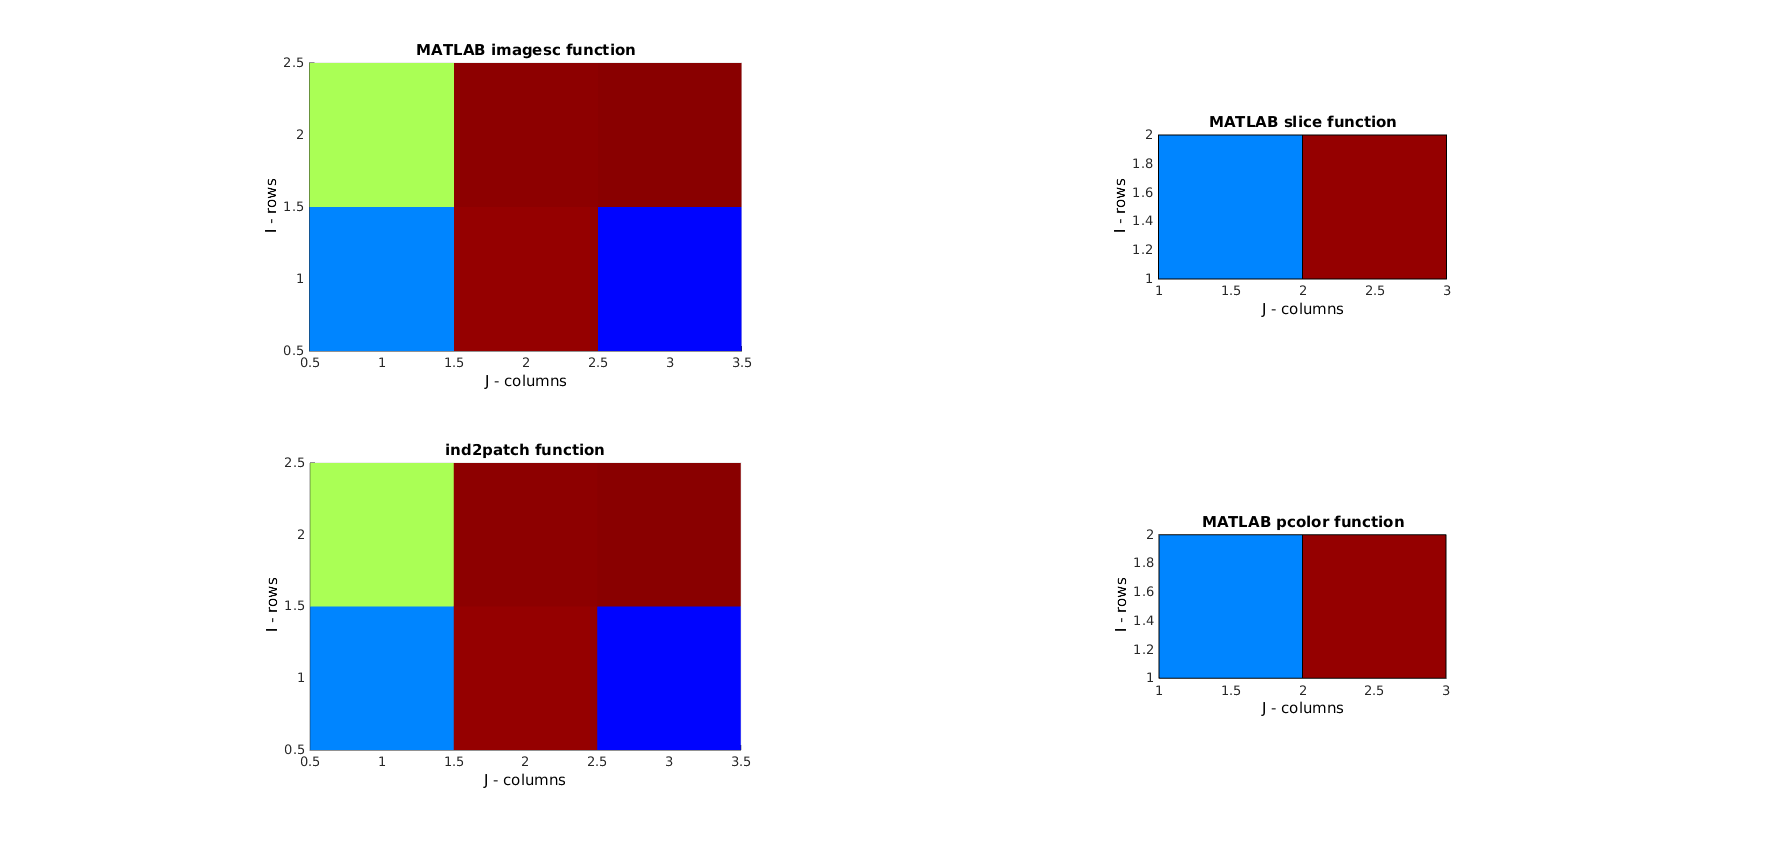 MATLAB imagesc function
2.5
2
1.5
1
0.5
I - rows
0.5 1 1.5 2 2.5 3 3.5
J - columns
MATLAB slice function
2
1.8
1.6
1.4
1.2
1
I - rows
1 1.5 2 2.5 3
J - columns
ind2patch function
2.5
2
1.5
1
0.5
I - rows
0.5 1 1.5 2 2.5 3 3.5
J - columns
MATLAB pcolor function
2
1.8
1.6
1.4
1.2
1
I - rows
1 1.5 2 2.5 3
J - columns